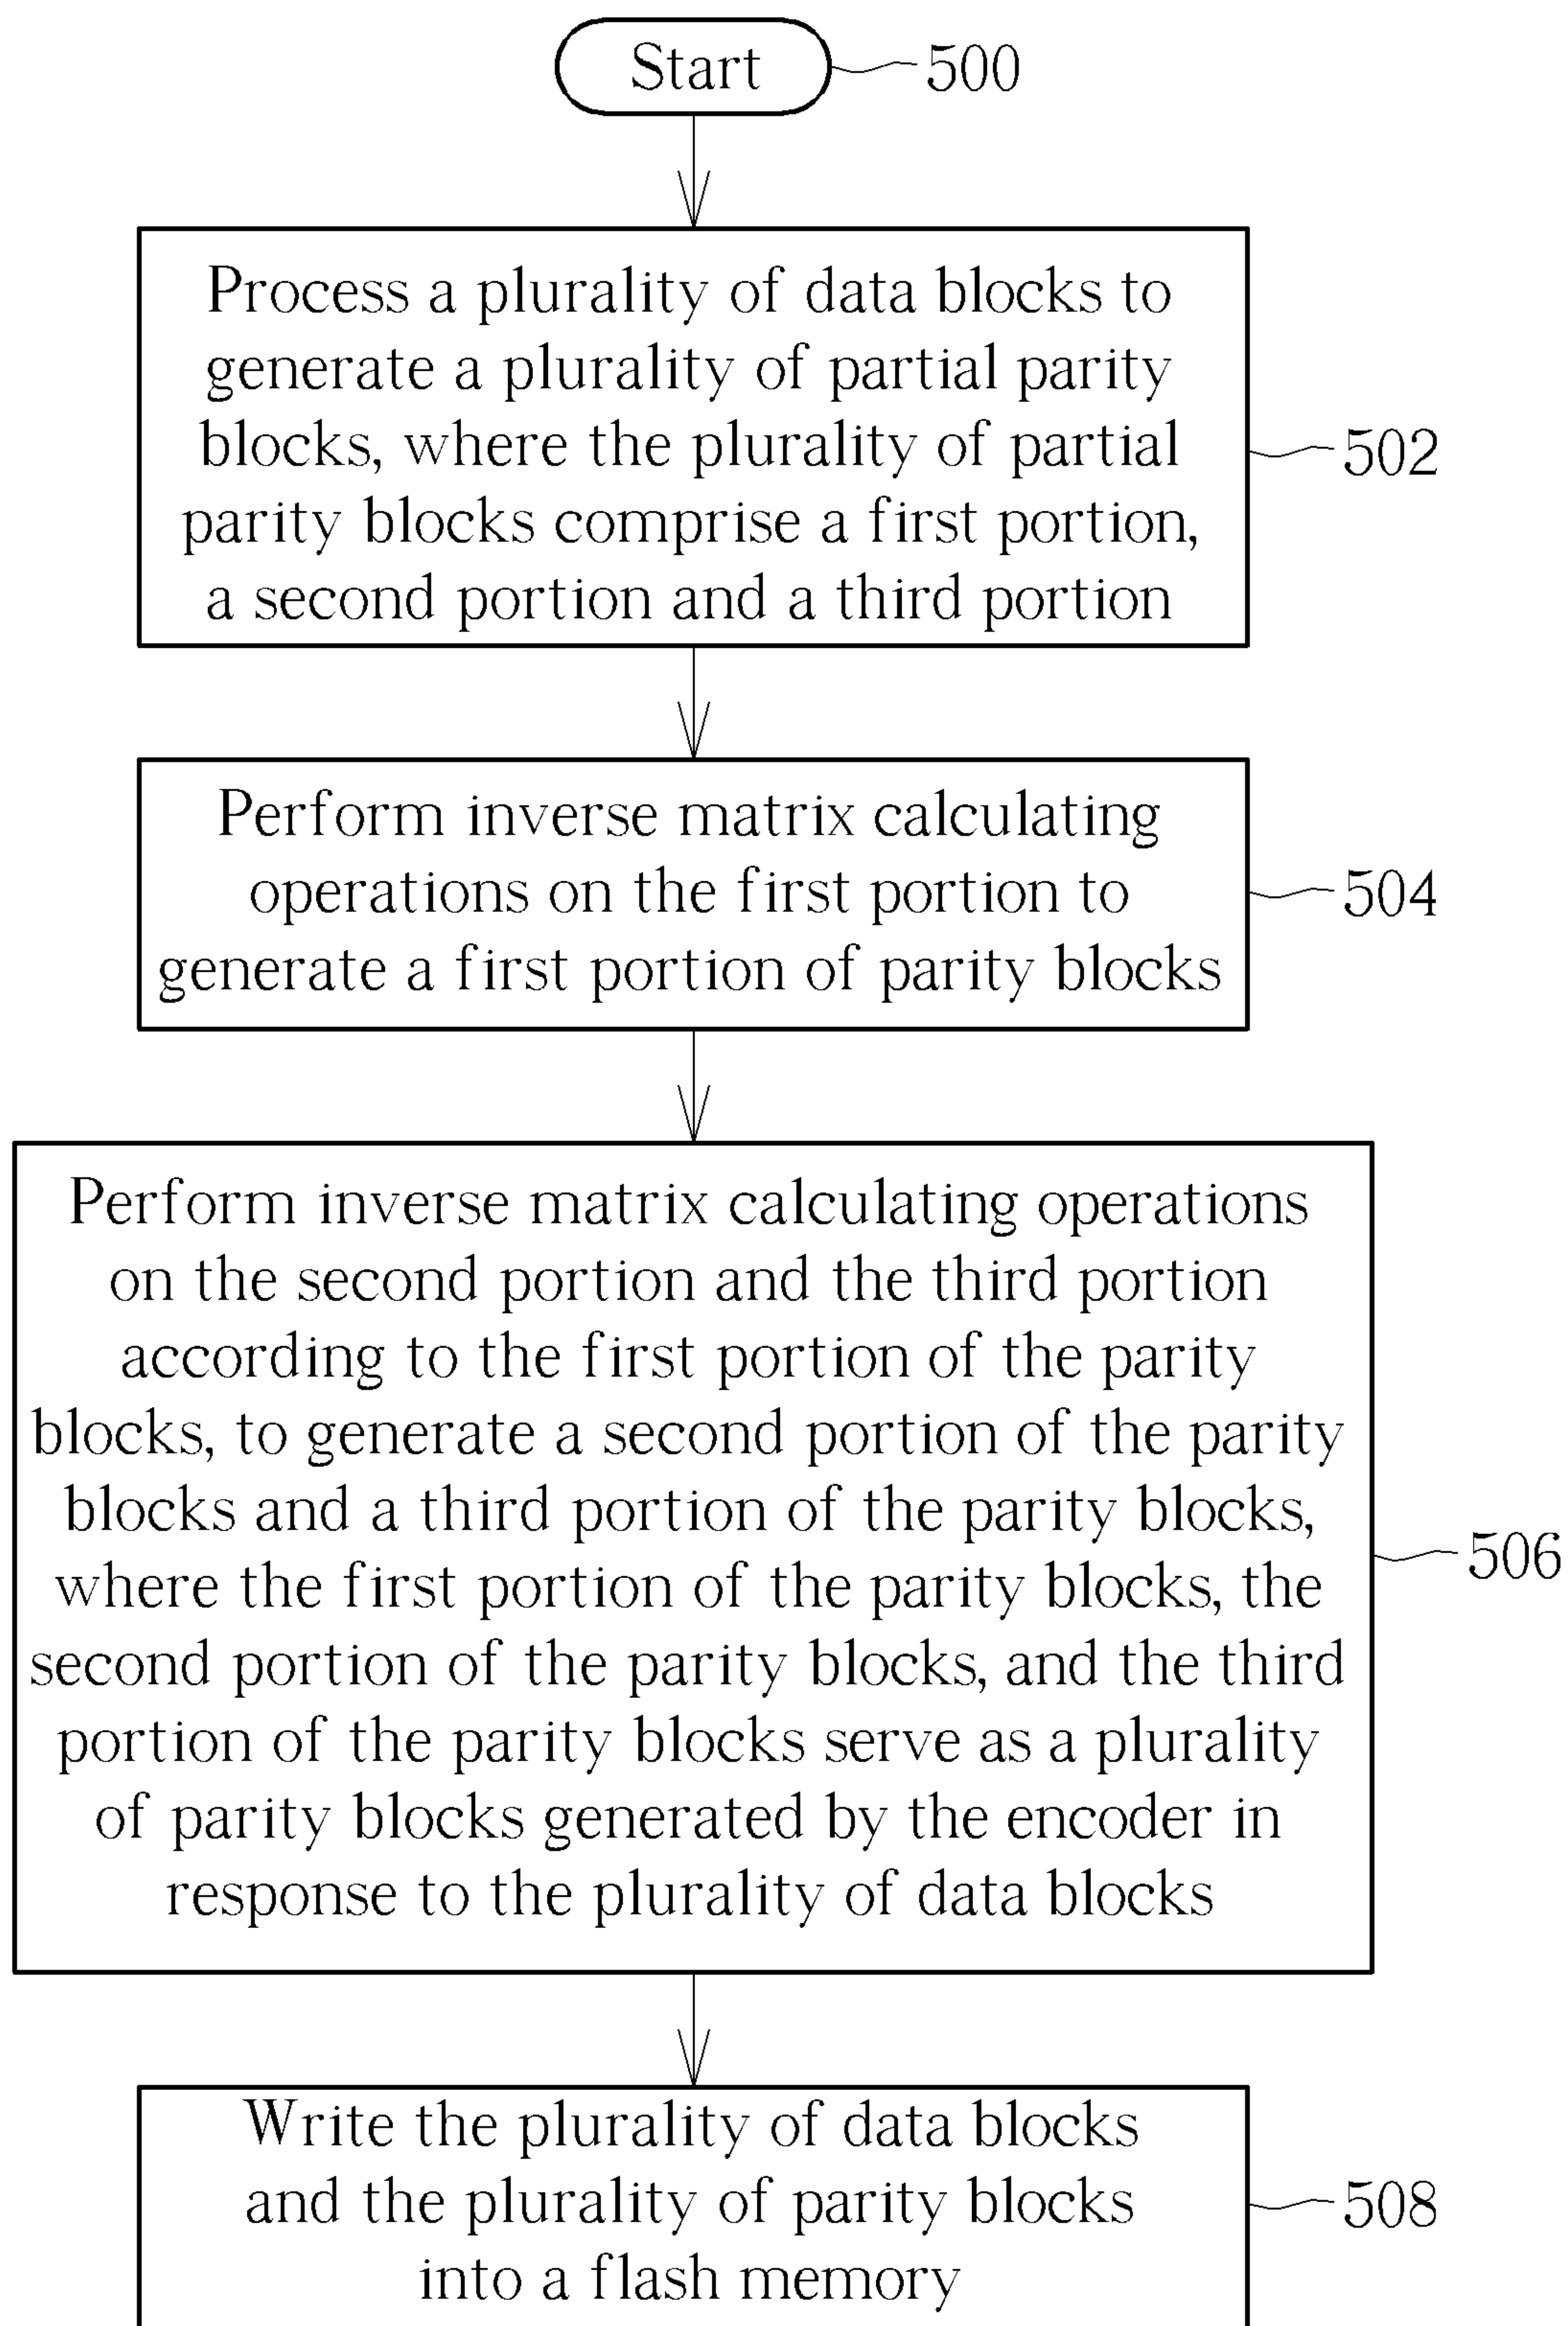 Start
500
Process a plurality of data blocks to
generate a plurality of partial parity
blocks, where the plurality of partial
parity blocks comprise a first portion,
a second portion and a third portion
502
Perform inverse matrix calculating
operations on the first portion to
generate a first portion of parity blocks
504
Perform inverse matrix calculating operations
on the second portion and the third portion
according to the first portion of the parity
blocks, to generate a second portion of the parity
blocks and a third portion of the parity blocks,
where the first portion of the parity blocks, the
second portion of the parity blocks, and the third
portion of the parity blocks serve as a plurality
of parity blocks generated by the encoder in
response to the plurality of data blocks
506
Write the plurality of data blocks
and the plurality of parity blocks
into a flash memory
508